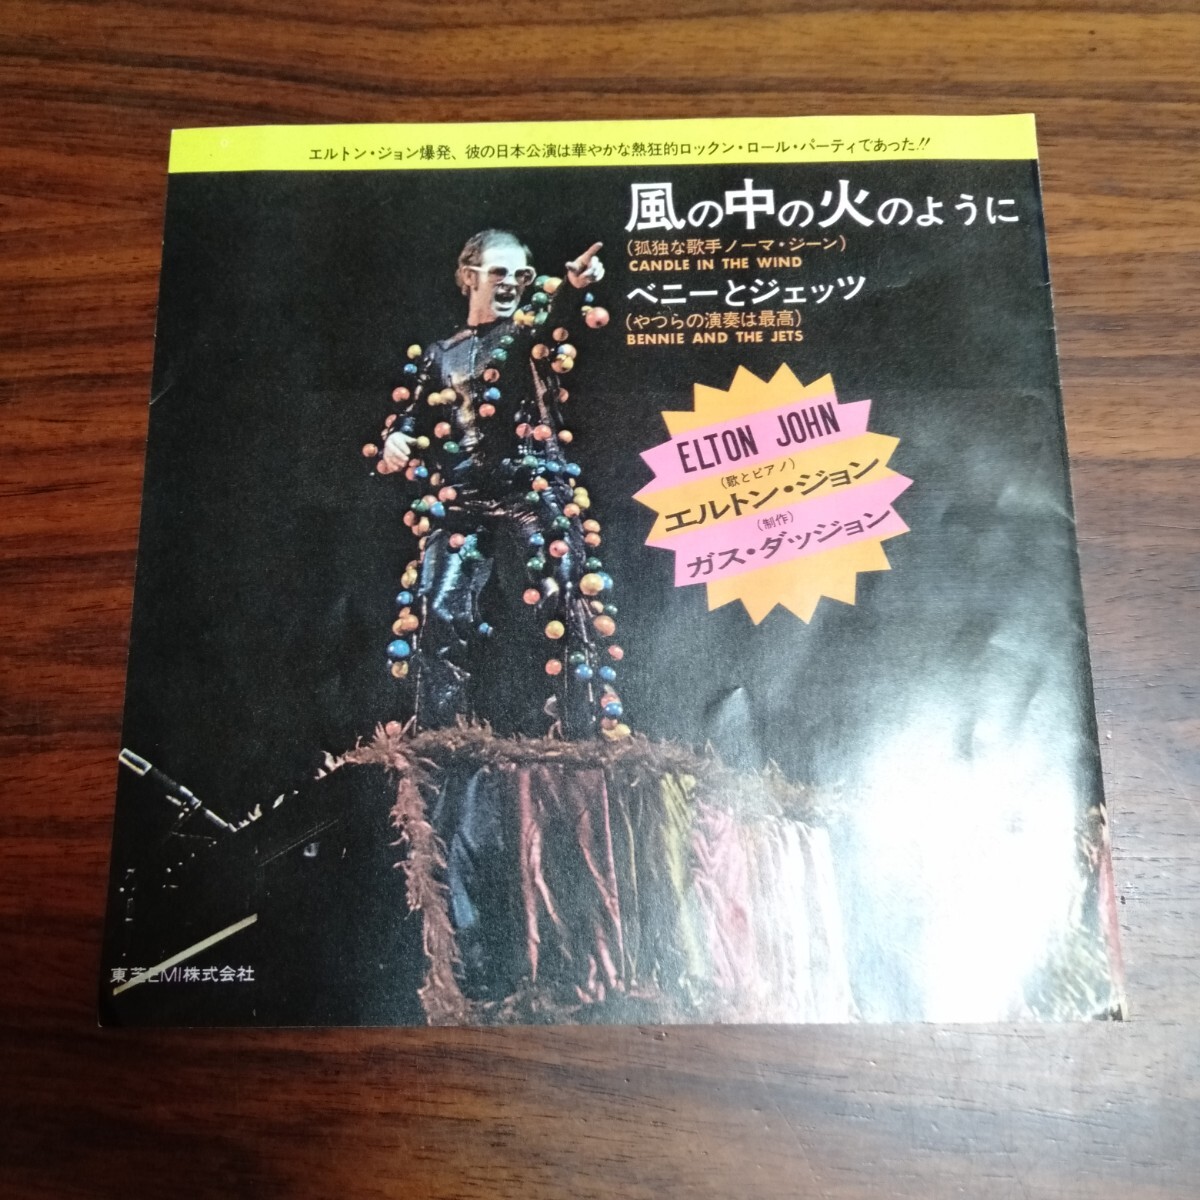 エルトン・ジョン爆発、彼の日本公演は華やかな熱狂的ロックン・ロール・パーティであった!!
風の中の火のように
(孤独な歌手ノーマ・ジーン)
CANDLE IN THE WIND
ベニーとジェッツ
(やつらの演奏は最高)
BENNIE AND THE JETS
ELTON JOHN
(歌とピアノ)
エルトン・ジョン
(制作)
ガス・ダッジョン
東芝EMI株式会社